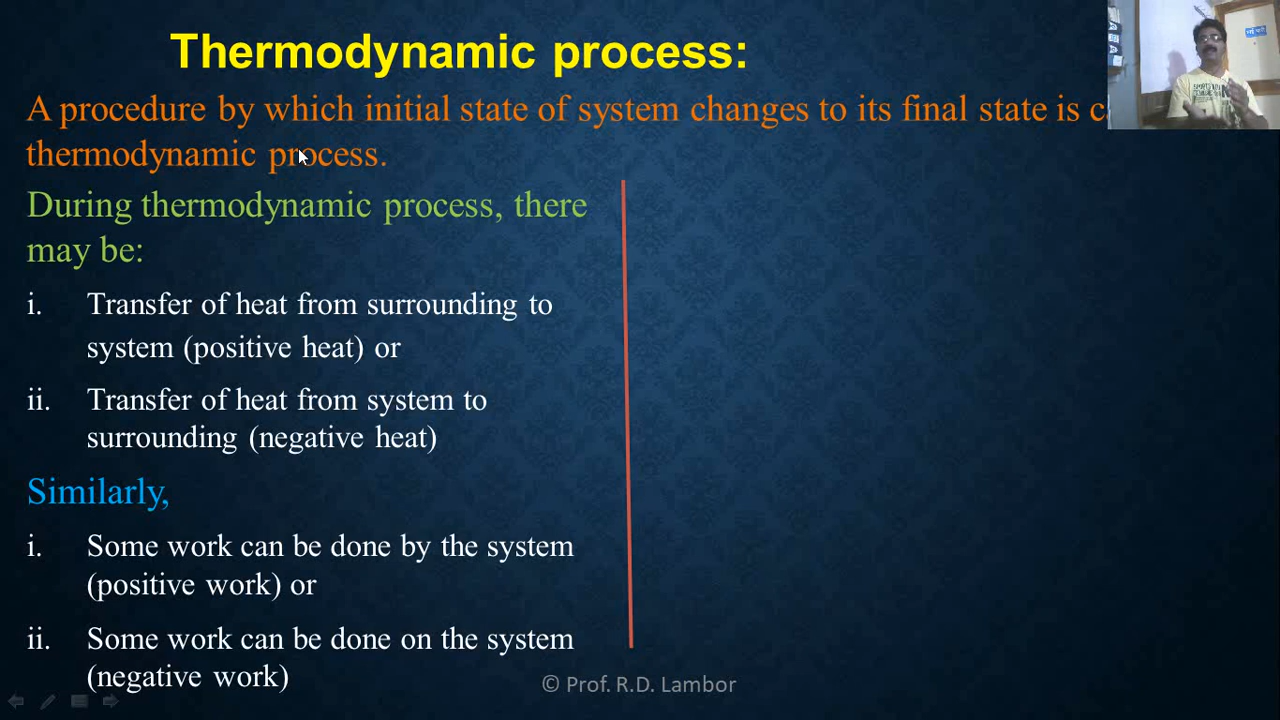 Thermodynamic process:
A procedure by which initial state of system changes to its final state is
thermodynamic process.
During thermodynamic process, there
may be:
i. Transfer of heat from surrounding to
system (positive heat) or
ii. Transfer of heat from system to
surrounding (negative heat)
Similarly,
i. Some work can be done by the system
(positive work) or
ii. Some work can be done on the system
(negative work)
© Prof. R.D. Lambor